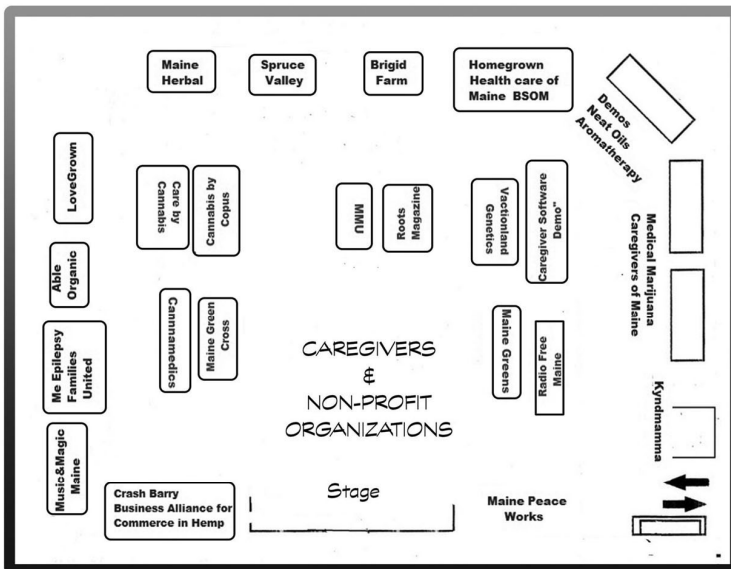 Maine
Herbal
Spruce
Valley
Brigid
Farm
Homegrown
Health care of
Maine BSOM
Demos
Neat Oils
Aromatherapy
LoveGrown
Care by
Cannabis
Cannabis by
Copus
MMU
Roots
Magazine
Vactionland
Genetics
Caregiver Software
Demo"
Medical Marijuana
Caregivers of Maine
Able
Organic
Cannnamedics
Maine Green
Cross
Maine Greens
Radio Free
Maine
Me Epilepsy
Families
United
CAREGIVERS
&
NON-PROFIT
ORGANIZATIONS
Kyndmamma
Music&Magic
Maine
Crash Barry
Business Alliance for
Commerce in Hemp
Stage
Maine Peace
Works